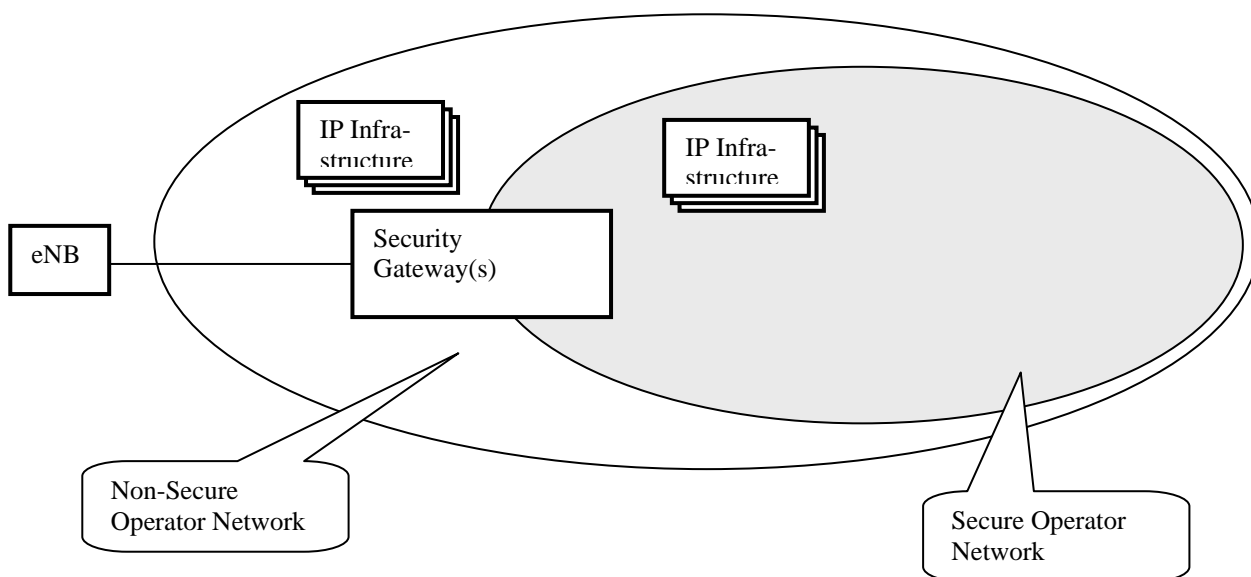 IP Infra-
structure
IP Infra-
structure
eNB
Security
Gateway(s)
Non-Secure
Operator Network
Secure Operator
Network